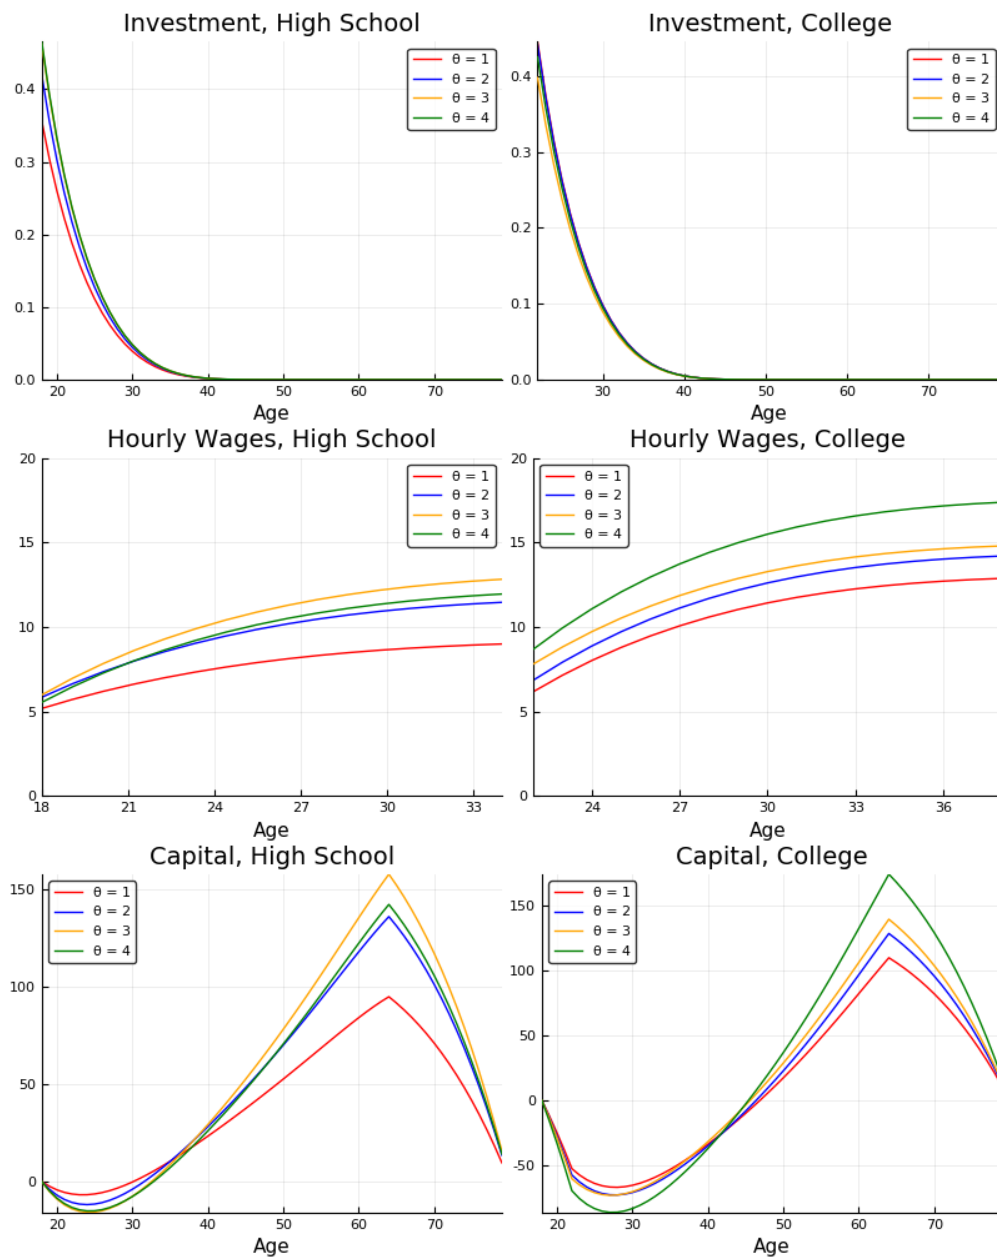 Investment, High School
0.4
0.3
0.2
0.1
0.0
θ = 1
θ = 2
θ = 3
θ = 4
20 30 40 50 60 70
Age
Investment, College
0.4
0.3
0.2
0.1
0.0
θ = 1
θ = 2
θ = 3
θ = 4
30 40 50 60 70
Age
Hourly Wages, High School
20
15
10
5
0
θ = 1
θ = 2
θ = 3
θ = 4
18 21 24 27 30 33
Age
Hourly Wages, College
20
15
10
5
0
θ = 1
θ = 2
θ = 3
θ = 4
24 27 30 33 36
Age
Capital, High School
150
100
50
0
θ = 1
θ = 2
θ = 3
θ = 4
20 30 40 50 60 70
Age
Capital, College
150
100
50
0
-50
θ = 1
θ = 2
θ = 3
θ = 4
20 30 40 50 60 70
Age